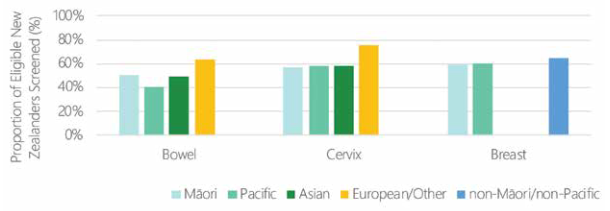 Proportion of Eligible New
Zealanders Screened (%)
100%
80%
60%
40%
20%
0%
Bowel
Cervix
Breast
Māori
Pacific
Asian
European/Other
non-Māori/non-Pacific